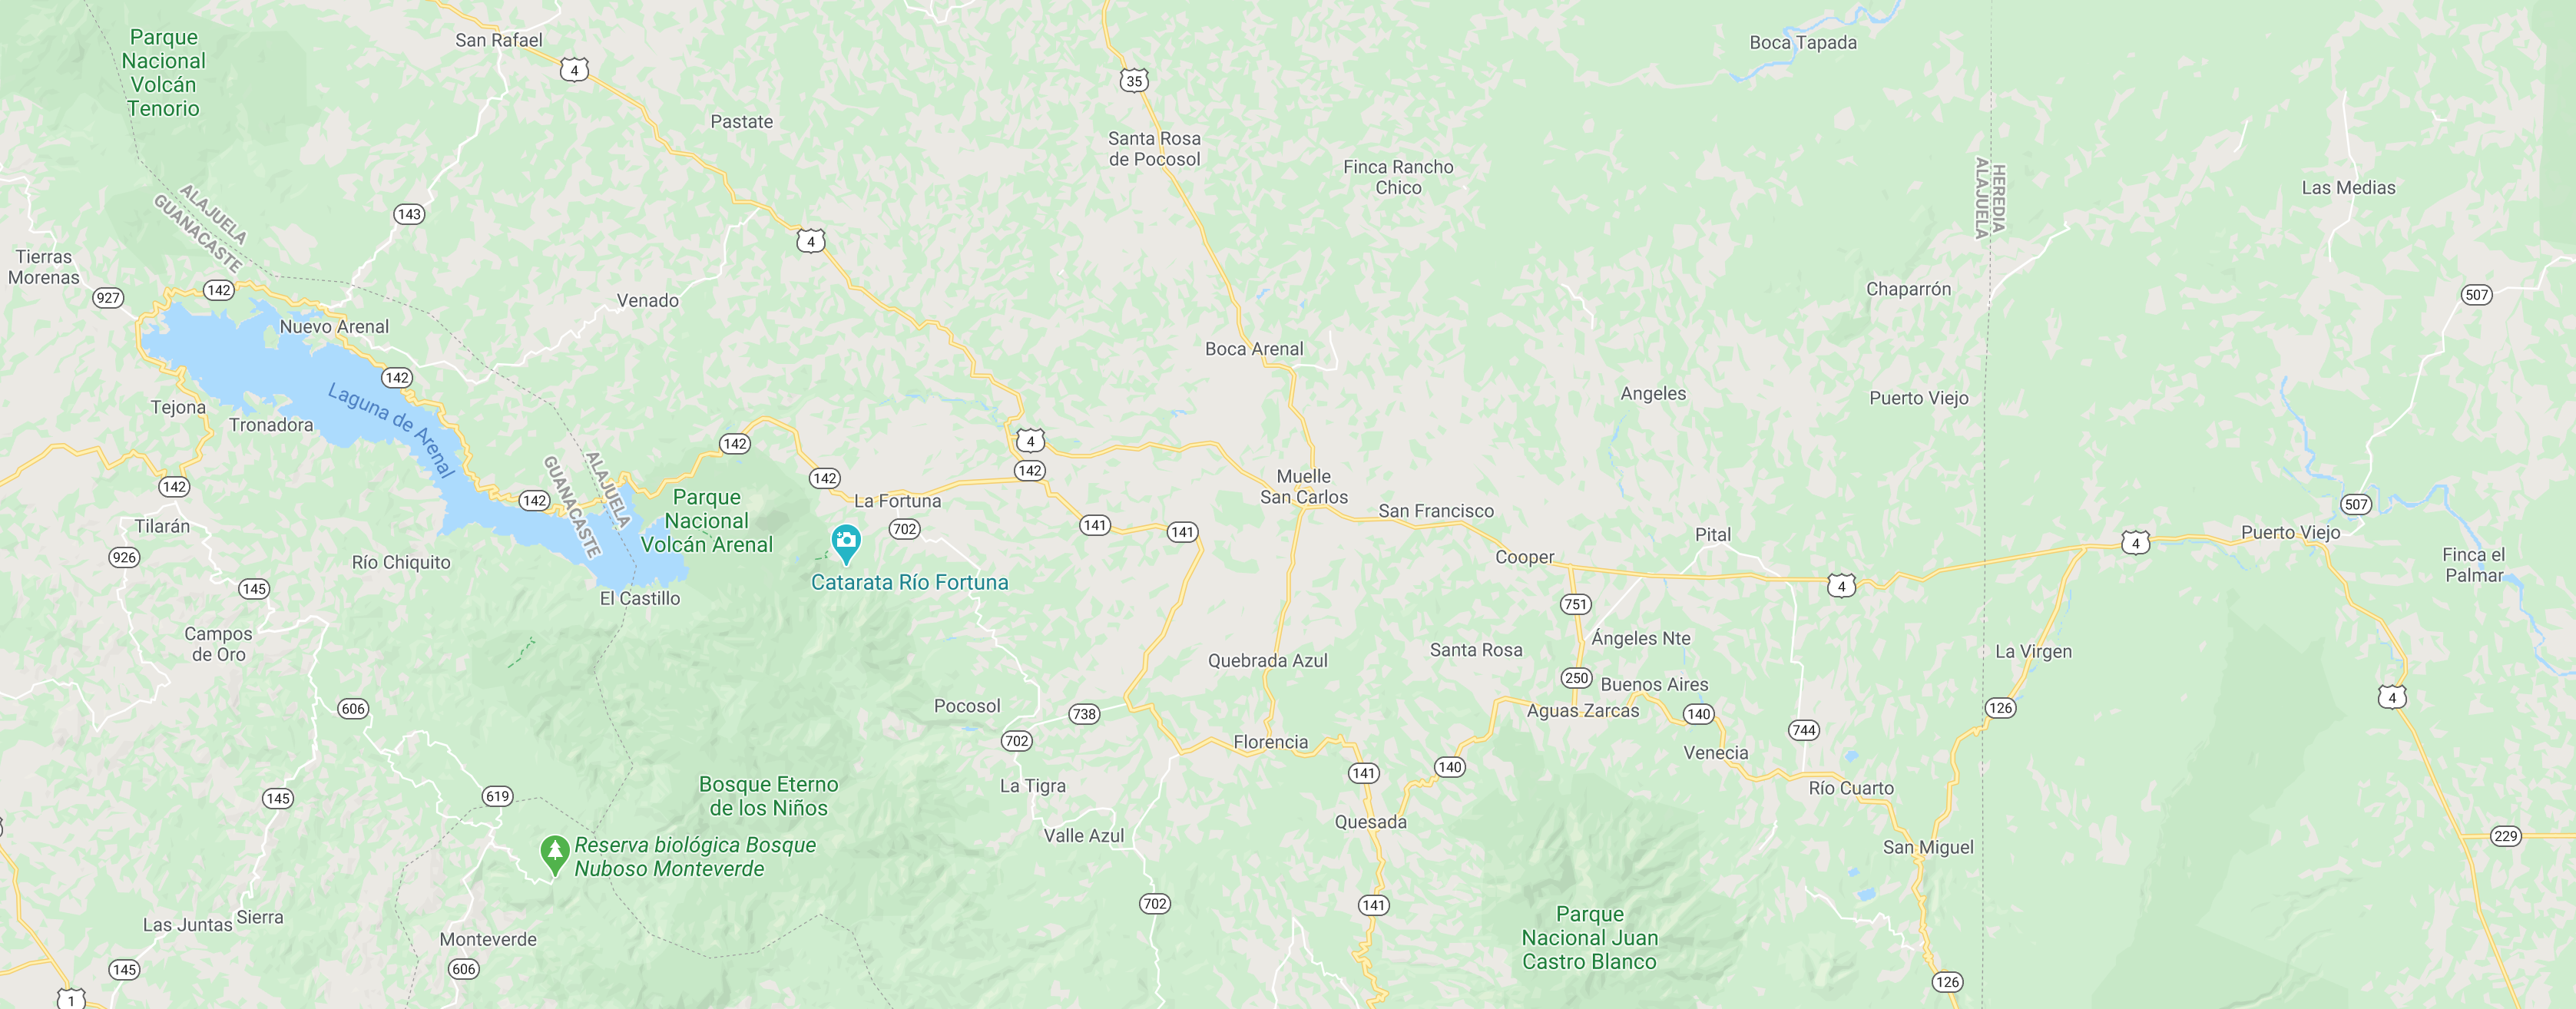 San Rafael
Parque
Nacional
Volcán
Tenorio
4
35
Boca Tapada
Pastate
Santa Rosa
de Pocosol
Finca Rancho
Chico
HEREDIA
ALAJUELA
Las Medias
143
ALAJUELA
GUANACASTE
4
Tierras
Morenas
927
142
Venado
Chaparrón
507
Nuevo Arenal
Boca Arenal
142
Laguna de Arenal
Tejona
Tronadora
Angeles
Puerto Viejo
142
4
142
142
142
142
GUANACASTE
ALAJUELA
Parque
Nacional
Volcán Arenal
La Fortuna
702
141
141
Muelle
San Carlos
San Francisco
507
Tilarán
926
Río Chiquito
Catarata Río Fortuna
El Castillo
Cooper
Pital
4
4
Puerto Viejo
Finca el
Palmar
145
Campos
de Oro
751
Ángeles Nte
Santa Rosa
Quebrada Azul
La Virgen
250
Buenos Aires
Aguas Zarcas
140
126
4
606
Pocosol
738
702
Florencia
744
Venecia
141
140
Río Cuarto
619
145
Bosque Eterno
de los Niños
La Tigra
Valle Azul
Quesada
San Miguel
229
Reserva biológica Bosque
Nuboso Monteverde
702
141
Las Juntas
Sierra
Monteverde
Parque
Nacional Juan
Castro Blanco
145
606
126
1